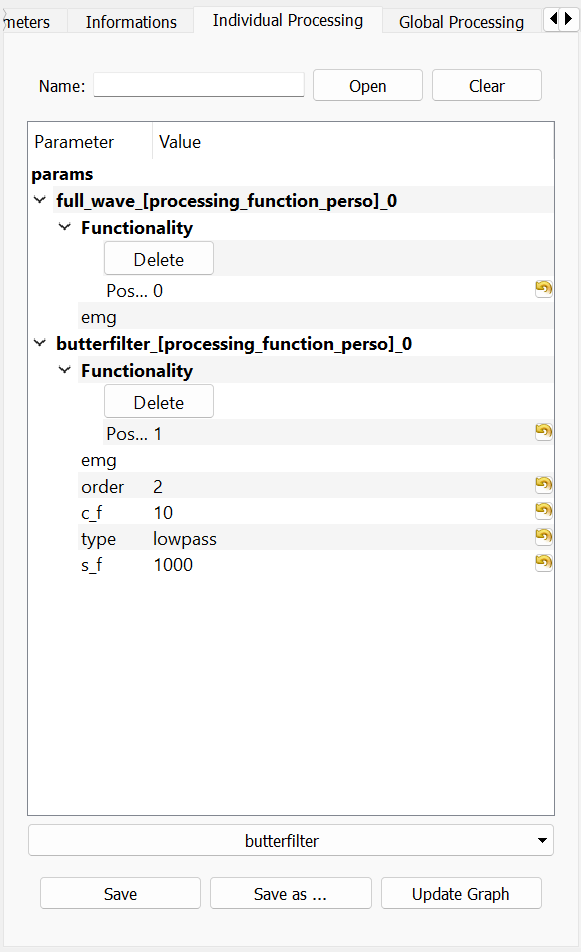 meters Informations Individual Processing Global Processing
Name: Open Clear
Parameter Value
params
full_wave_[processing_function_perso]_0
Functionality
Delete
Pos... 0
emg
butterfilter_[processing_function_perso]_0
Functionality
Delete
Pos... 1
emg
order 2
c_f 10
type lowpass
s_f 1000
butterfilter
Save Save as ... Update Graph